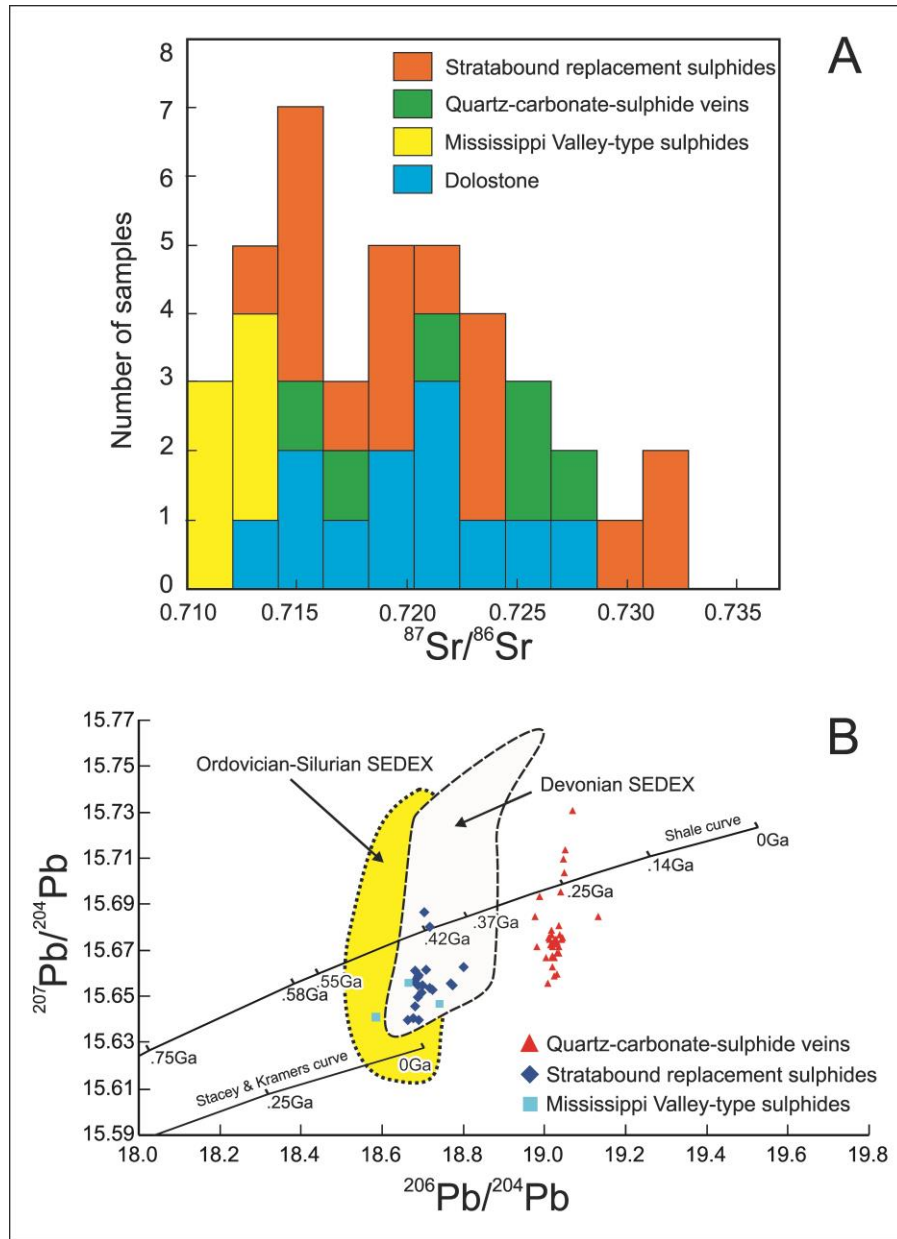 A
8
7
6
5
4
3
2
1
0
Number of samples
Stratabound replacement sulphides
Quartz-carbonate-sulphide veins
Mississippi Valley-type sulphides
Dolostone
0.710 0.715 0.720 0.725 0.730 0.735
⁸⁷Sr/⁸⁶Sr
B
15.77
15.75
15.73
15.71
15.69
15.67
15.65
15.63
15.61
15.59
²⁰⁷Pb/²⁰⁴Pb
Ordovician-Silurian SEDEX
Devonian SEDEX
Shale curve
0Ga
.14Ga
.25Ga
.37Ga
.42Ga
.55Ga
.58Ga
.75Ga
Stacey & Kramers curve
0Ga
.25Ga
Quartz-carbonate-sulphide veins
Stratabound replacement sulphides
Mississippi Valley-type sulphides
18.0 18.2 18.4 18.6 18.8 19.0 19.2 19.4 19.6 19.8
²⁰⁶Pb/²⁰⁴Pb